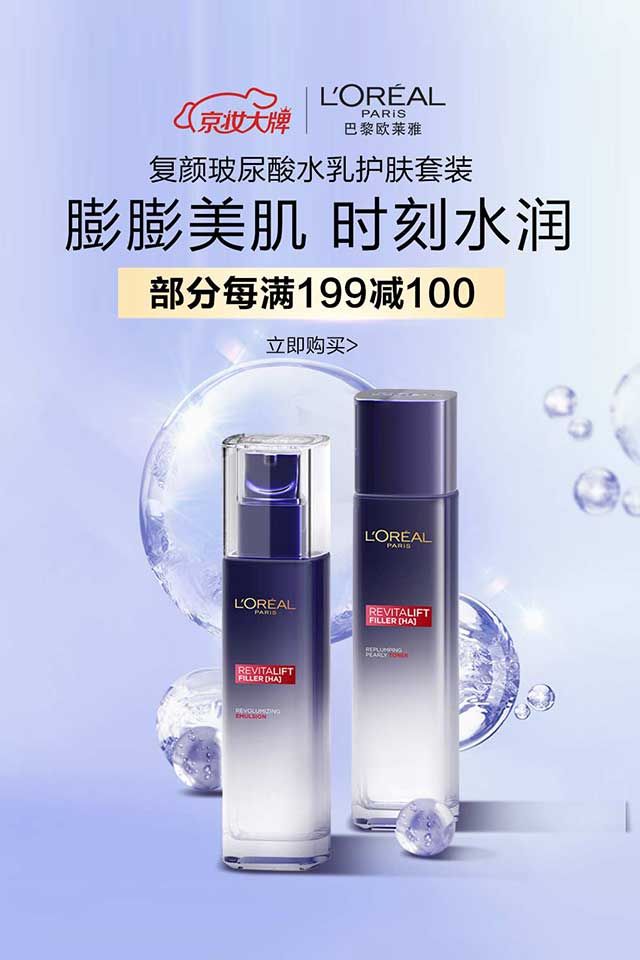 京妆大牌
L'ORÉAL
PARiS
巴黎欧莱雅
复颜玻尿酸水乳护肤套装
膨膨美肌 时刻水润
部分每满199减100
立即购买>
L'ORÉAL
PARIS
REVITALIFT
FILLER [HA]
REVOLUMIZING
EMULSION
L'ORÉAL
PARIS
REVITALIFT
FILLER [HA]
REPLUMPING
PEARLY TONER